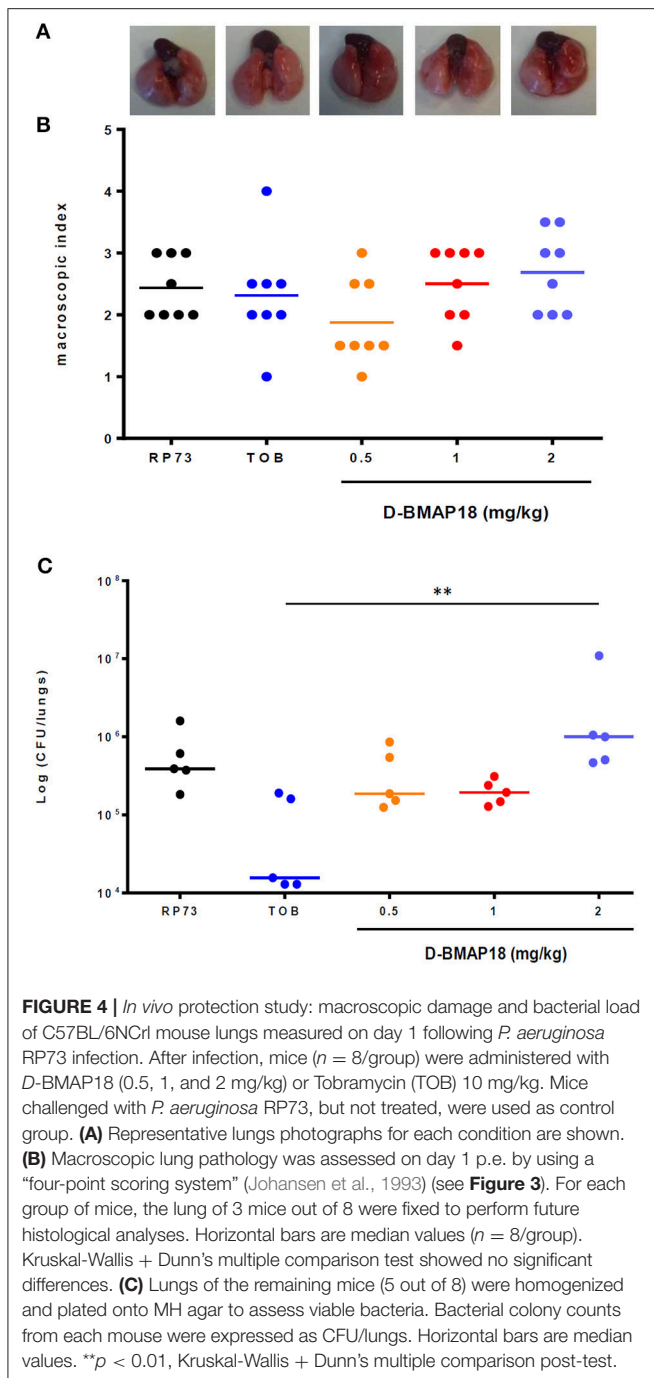 A
B
5
4
3
2
1
0
macroscopic index
RP73
TOB
0.5
1
2
D-BMAP18 (mg/kg)
C
10^8
**
10^7
10^6
10^5
10^4
Log (CFU/lungs)
RP73
TOB
0.5
1
2
D-BMAP18 (mg/kg)
FIGURE 4 | In vivo protection study: macroscopic damage and bacterial load
of C57BL/6NCrl mouse lungs measured on day 1 following P. aeruginosa
RP73 infection. After infection, mice (n = 8/group) were administered with
D-BMAP18 (0.5, 1, and 2 mg/kg) or Tobramycin (TOB) 10 mg/kg. Mice
challenged with P. aeruginosa RP73, but not treated, were used as control
group. (A) Representative lungs photographs for each condition are shown.
(B) Macroscopic lung pathology was assessed on day 1 p.e. by using a
“four-point scoring system” (Johansen et al., 1993) (see Figure 3). For each
group of mice, the lung of 3 mice out of 8 were fixed to perform future
histological analyses. Horizontal bars are median values (n = 8/group).
Kruskal-Wallis + Dunn’s multiple comparison test showed no significant
differences. (C) Lungs of the remaining mice (5 out of 8) were homogenized
and plated onto MH agar to assess viable bacteria. Bacterial colony counts
from each mouse were expressed as CFU/lungs. Horizontal bars are median
values. **p < 0.01, Kruskal-Wallis + Dunn’s multiple comparison post-test.